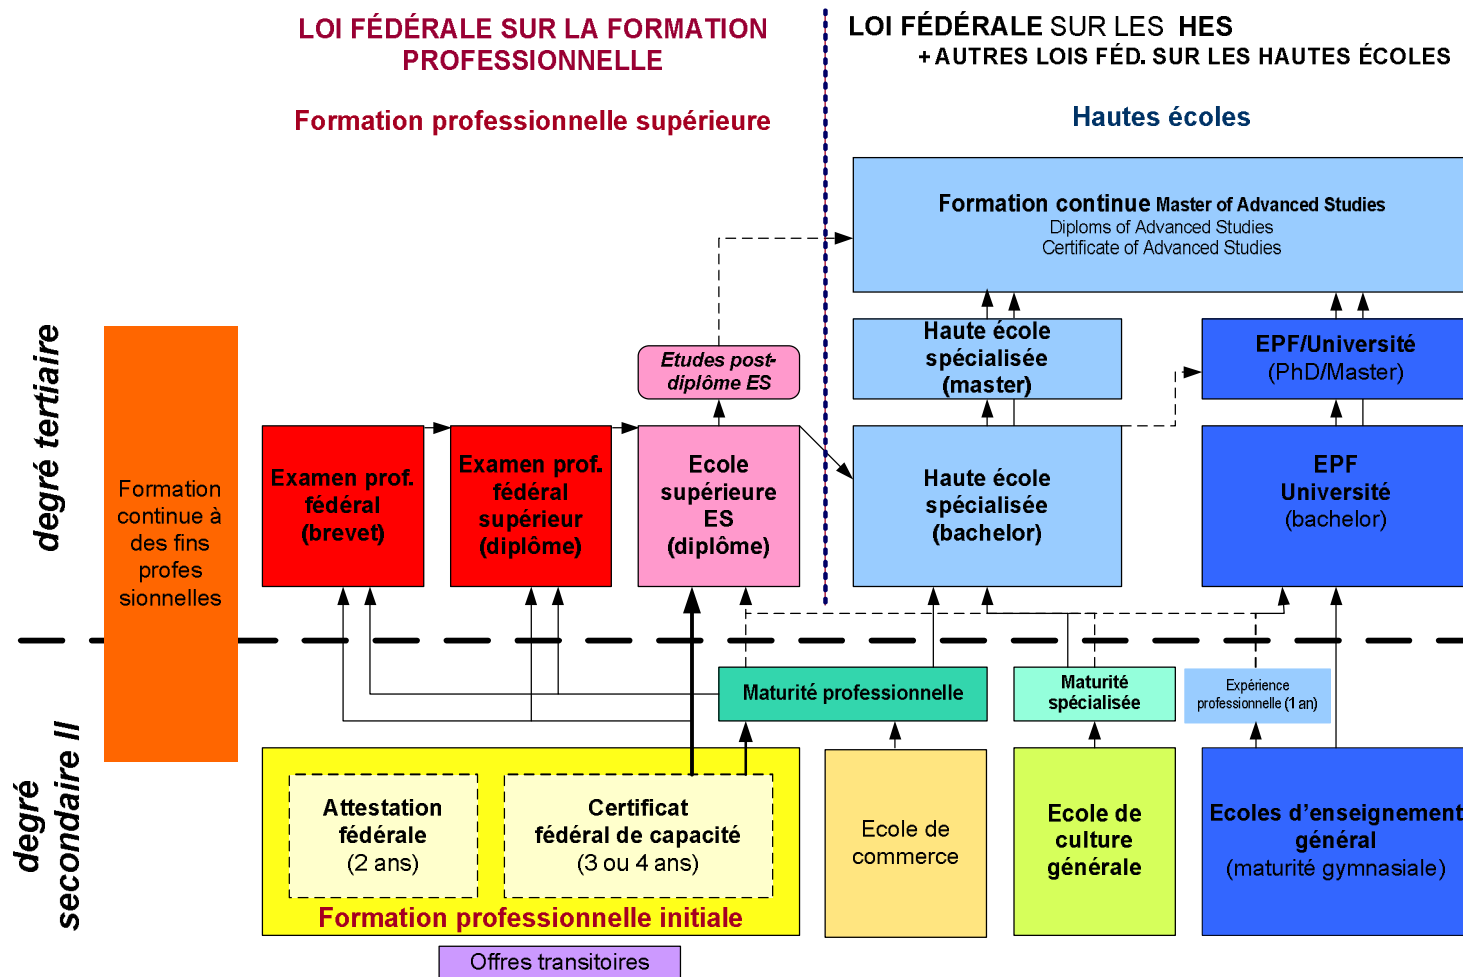 LOI FÉDÉRALE SUR LA FORMATION
PROFESSIONNELLE
LOI FÉDÉRALE SUR LES HES
+ AUTRES LOIS FÉD. SUR LES HAUTES ÉCOLES
Formation professionnelle supérieure
Hautes écoles
Formation continue Master of Advanced Studies
Diploms of Advanced Studies
Certificate of Advanced Studies
degré tertiaire
Formation
continue à
des fins
profes
sionnelles
Etudes post-
diplôme ES
Haute école
spécialisée
(master)
EPF/Université
(PhD/Master)
Examen prof.
fédéral
(brevet)
Examen prof.
fédéral
supérieur
(diplôme)
Ecole
supérieure
ES
(diplôme)
Haute école
spécialisée
(bachelor)
EPF
Université
(bachelor)
degré
secondaire II
Maturité professionnelle
Maturité
spécialisée
Expérience
professionnelle (1 an)
Attestation
fédérale
(2 ans)
Certificat
fédéral de capacité
(3 ou 4 ans)
Formation professionnelle initiale
Ecole de
commerce
Ecole de
culture
générale
Ecoles d'enseignement
général
(maturité gymnasiale)
Offres transitoires